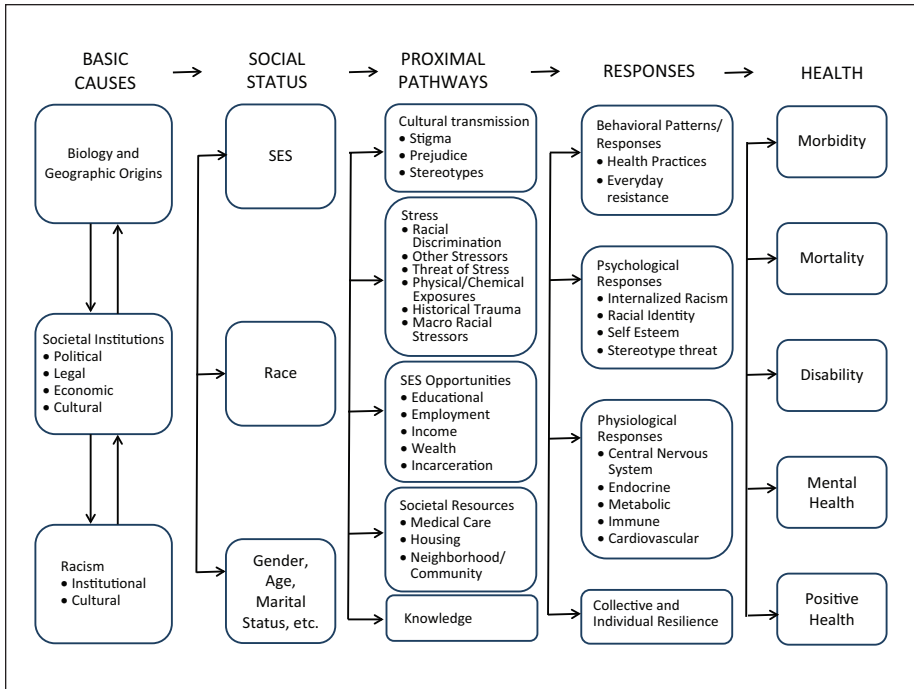 BASIC
CAUSES
SOCIAL
STATUS
PROXIMAL
PATHWAYS
RESPONSES
HEALTH
Biology and
Geographic Origins
Societal Institutions
• Political
• Legal
• Economic
• Cultural
Racism
• Institutional
• Cultural
SES
Race
Gender,
Age,
Marital
Status, etc.
Cultural transmission
• Stigma
• Prejudice
• Stereotypes
Stress
• Racial
Discrimination
• Other Stressors
• Threat of Stress
• Physical/Chemical
Exposures
• Historical Trauma
• Macro Racial
Stressors
SES Opportunities
• Educational
• Employment
• Income
• Wealth
• Incarceration
Societal Resources
• Medical Care
• Housing
• Neighborhood/
Community
Knowledge
Behavioral Patterns/
Responses
• Health Practices
• Everyday
resistance
Psychological
Responses
• Internalized Racism
• Racial Identity
• Self Esteem
• Stereotype threat
Physiological
Responses
• Central Nervous
System
• Endocrine
• Metabolic
• Immune
• Cardiovascular
Collective and
Individual Resilience
Morbidity
Mortality
Disability
Mental
Health
Positive
Health